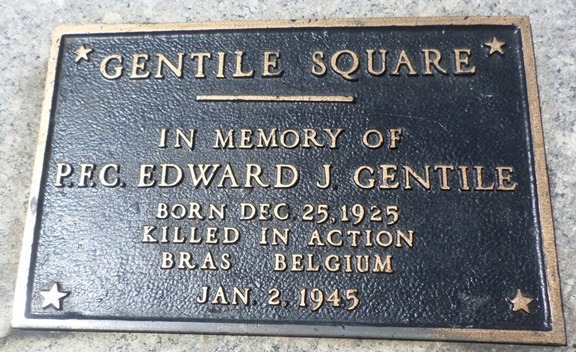 GENTILE SQUARE
IN MEMORY OF
P.F.C. EDWARD J. GENTILE
BORN DEC 25, 1925
KILLED IN ACTION
BRAS BELGIUM
JAN. 2. 1945